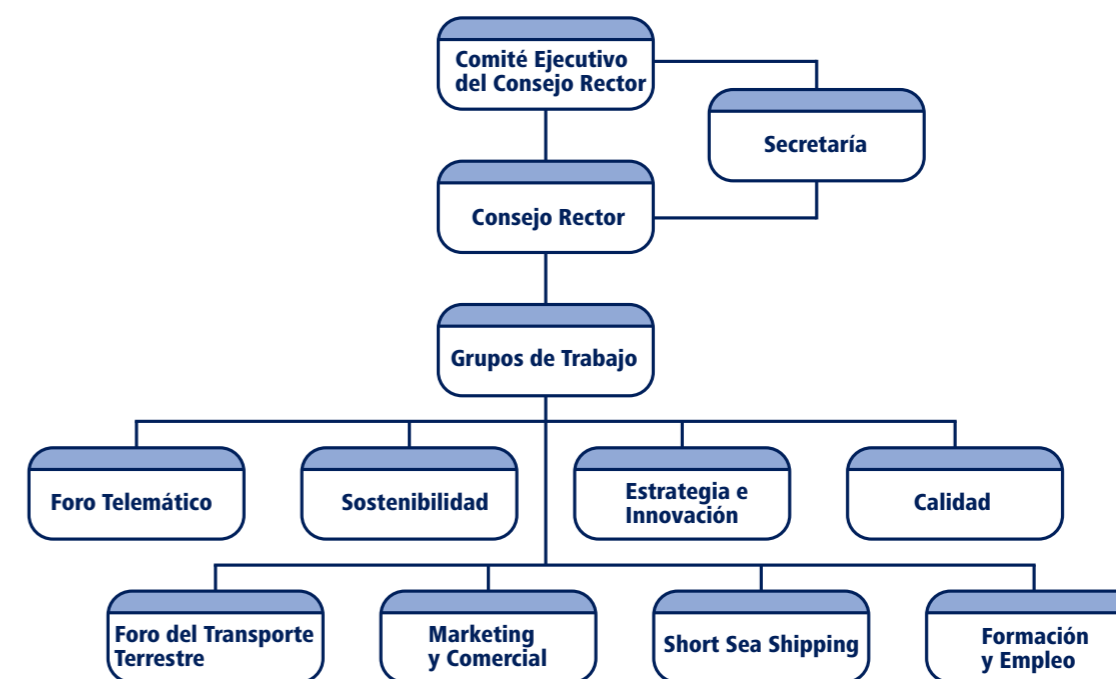 Comité Ejecutivo
del Consejo Rector
Secretaría
Consejo Rector
Grupos de Trabajo
Foro Telemático
Sostenibilidad
Estrategia e
Innovación
Calidad
Foro del Transporte
Terrestre
Marketing
y Comercial
Short Sea Shipping
Formación
y Empleo